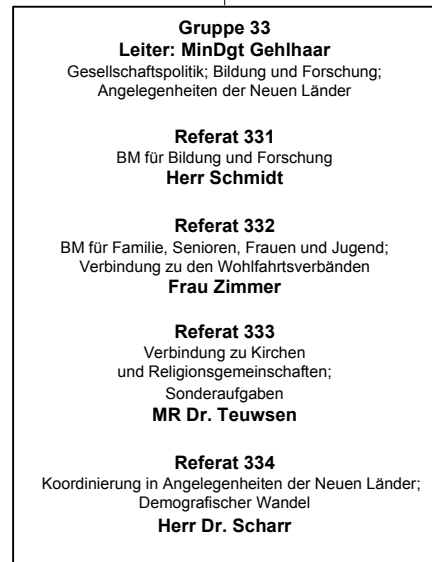 Gruppe 33
Leiter: MinDgt Gehlhaar
Gesellschaftspolitik; Bildung und Forschung;
Angelegenheiten der Neuen Länder
Referat 331
BM für Bildung und Forschung
Herr Schmidt
Referat 332
BM für Familie, Senioren, Frauen und Jugend;
Verbindung zu den Wohlfahrtsverbänden
Frau Zimmer
Referat 333
Verbindung zu Kirchen
und Religionsgemeinschaften;
Sonderaufgaben
MR Dr. Teuwsen
Referat 334
Koordinierung in Angelegenheiten der Neuen Länder;
Demografischer Wandel
Herr Dr. Scharr